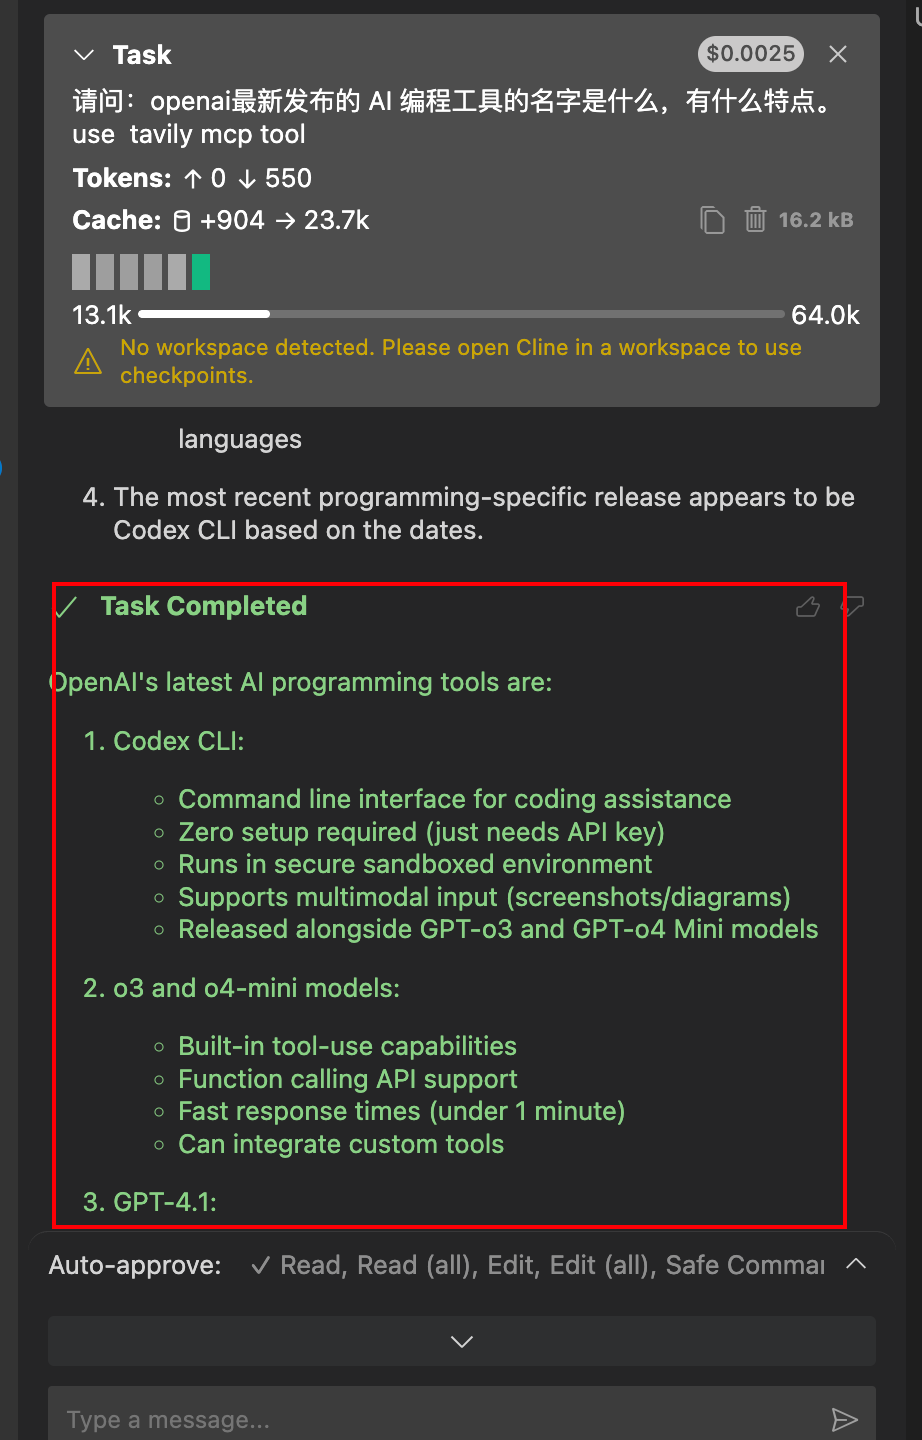 Task
$0.0025
请问：openai最新发布的 AI 编程工具的名字是什么，有什么特点。
use tavily mcp tool
Tokens: ↑ 0 ↓ 550
Cache: +904 → 23.7k
16.2 kB
13.1k
64.0k
No workspace detected. Please open Cline in a workspace to use
checkpoints.
languages
4. The most recent programming-specific release appears to be
Codex CLI based on the dates.
Task Completed
OpenAI's latest AI programming tools are:
1. Codex CLI:
Command line interface for coding assistance
Zero setup required (just needs API key)
Runs in secure sandboxed environment
Supports multimodal input (screenshots/diagrams)
Released alongside GPT-o3 and GPT-o4 Mini models
2. o3 and o4-mini models:
Built-in tool-use capabilities
Function calling API support
Fast response times (under 1 minute)
Can integrate custom tools
3. GPT-4.1:
Auto-approve: ✓ Read, Read (all), Edit, Edit (all), Safe Comma
Type a message...